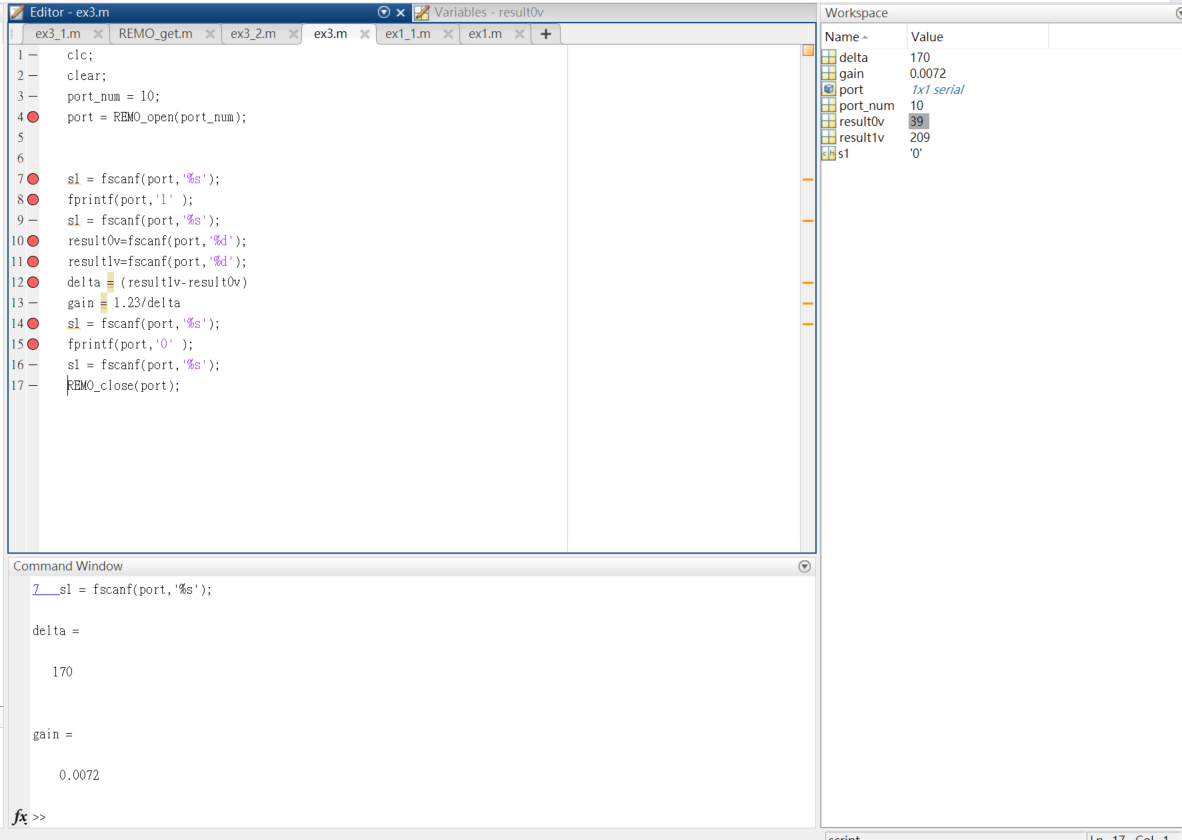 Editor - ex3.m
Variables - result0v
ex3_1.m
REMO_get.m
ex3_2.m
ex3.m
ex1_1.m
ex1.m
+
1 clc;
2 clear;
3 port_num = 10;
4 port = REMO_open(port_num);
5
6
7 s1 = fscanf(port,'%s');
8 fprintf(port,'1' );
9 s1 = fscanf(port,'%s');
10 result0v=fscanf(port,'%d');
11 result1v=fscanf(port,'%d');
12 delta = (result1v-result0v)
13 gain = 1.23/delta
14 s1 = fscanf(port,'%s');
15 fprintf(port,'0' );
16 s1 = fscanf(port,'%s');
17 REMO_close(port);
Command Window
7 s1 = fscanf(port,'%s');
delta =
170
gain =
0.0072
fx >>
Workspace
Name Value
delta 170
gain 0.0072
port 1x1 serial
port_num 10
result0v 39
result1v 209
s1 '0'
script
Ln 17 Col 1